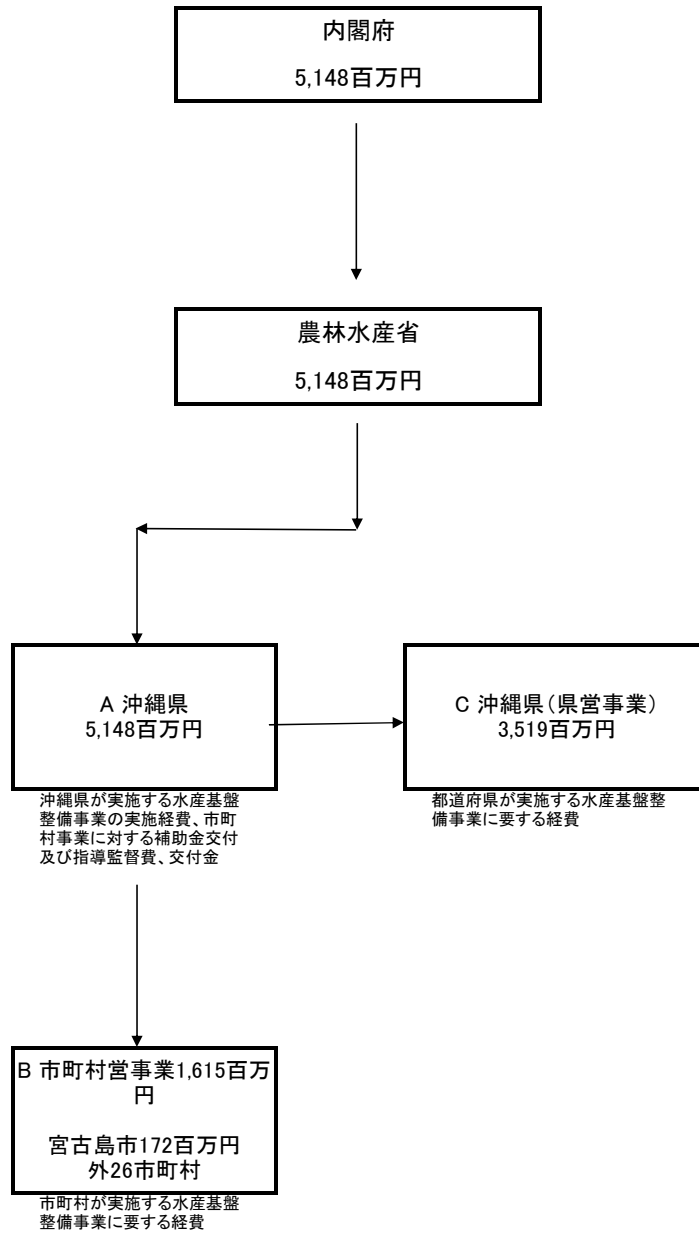 内閣府
5,148百万円
農林水産省
5,148百万円
A 沖縄県
5,148百万円
沖縄県が実施する水産基盤
整備事業の実施経費、市町
村事業に対する補助金交付
及び指導監督費、交付金
C 沖縄県（県営事業）
3,519百万円
都道府県が実施する水産基盤整
備事業に要する経費
B 市町村営事業1,615百万
円
宮古島市172百万円
外26市町村
市町村が実施する水産基盤
整備事業に要する経費